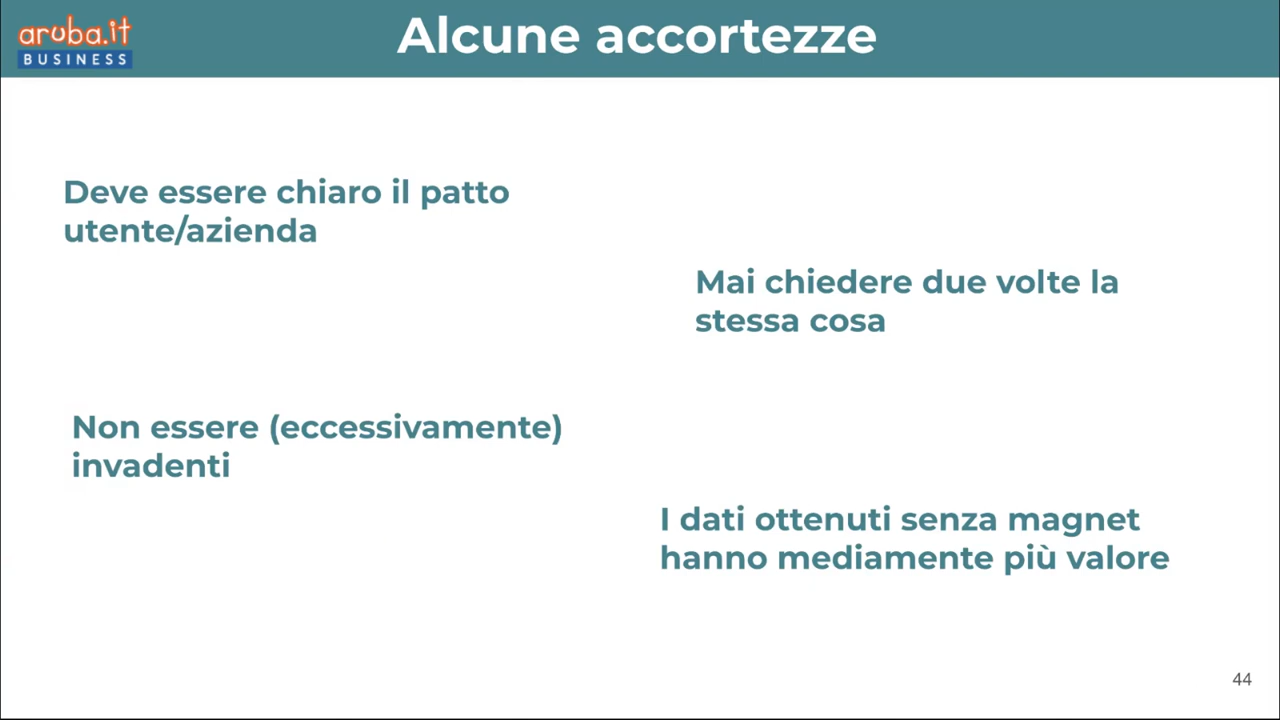 aruba.it
BUSINESS
Alcune accortezze
Deve essere chiaro il patto
utente/azienda
Mai chiedere due volte la
stessa cosa
Non essere (eccessivamente)
invadenti
I dati ottenuti senza magnet
hanno mediamente più valore
44